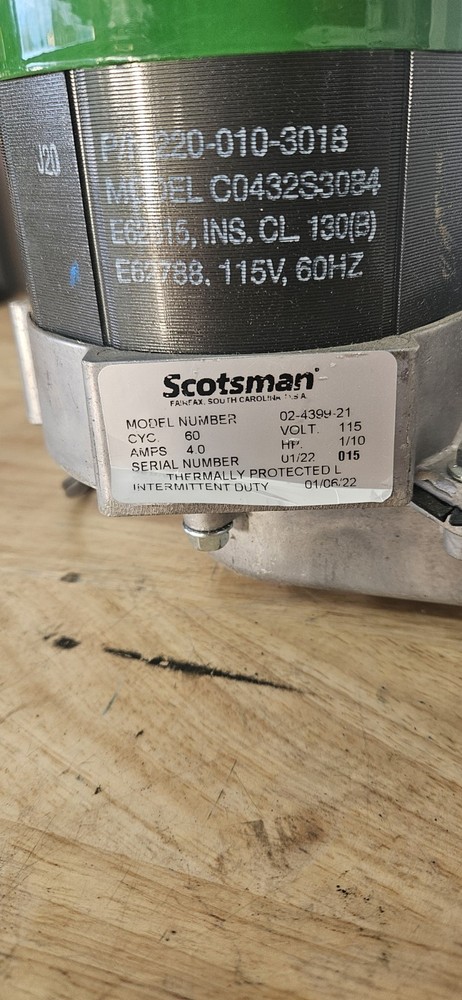 J20
P/N 220-010-3018
MODEL C0432S3084
INS. CL. 130(B)
E62788, 115V, 60HZ
Scotsman
FAIRFAX, SOUTH CAROLINA U.S.A.
MODEL NUMBER 02-4399-21
CYC. 60 VOLT. 115
AMPS 4.0 HP. 1/10
SERIAL NUMBER 01/22 015
THERMALLY PROTECTED L
INTERMITTENT DUTY 01/06/22